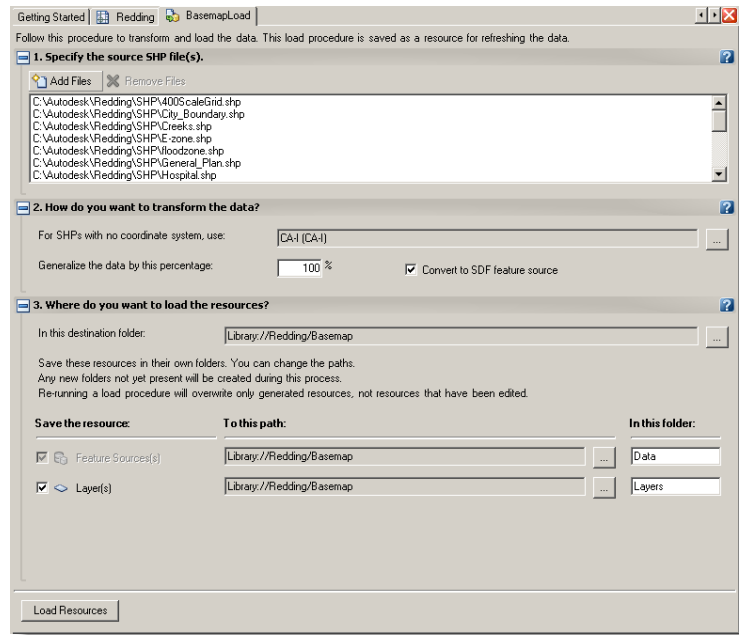 Getting Started Redding BasemapLoad
Follow this procedure to transform and load the data. This load procedure is saved as a resource for refreshing the data.
1. Specify the source SHP file(s).
Add Files Remove Files
C:\Autodesk\Redding\SHP\400ScaleGrid.shp
C:\Autodesk\Redding\SHP\City_Boundary.shp
C:\Autodesk\Redding\SHP\Creeks.shp
C:\Autodesk\Redding\SHP\E-zone.shp
C:\Autodesk\Redding\SHP\floodzone.shp
C:\Autodesk\Redding\SHP\General_Plan.shp
C:\Autodesk\Redding\SHP\Hospital.shp
2. How do you want to transform the data?
For SHPs with no coordinate system, use: CA-I (CA-I) ...
Generalize the data by this percentage: 100 % Convert to SDF feature source
3. Where do you want to load the resources?
In this destination folder: Library://Redding/Basemap ...
Save these resources in their own folders. You can change the paths.
Any new folders not yet present will be created during this process.
Re-running a load procedure will overwrite only generated resources, not resources that have been edited.
Save the resource: To this path: In this folder:
Feature Sources(s) Library://Redding/Basemap ... Data
Layer(s) Library://Redding/Basemap ... Layers
Load Resources